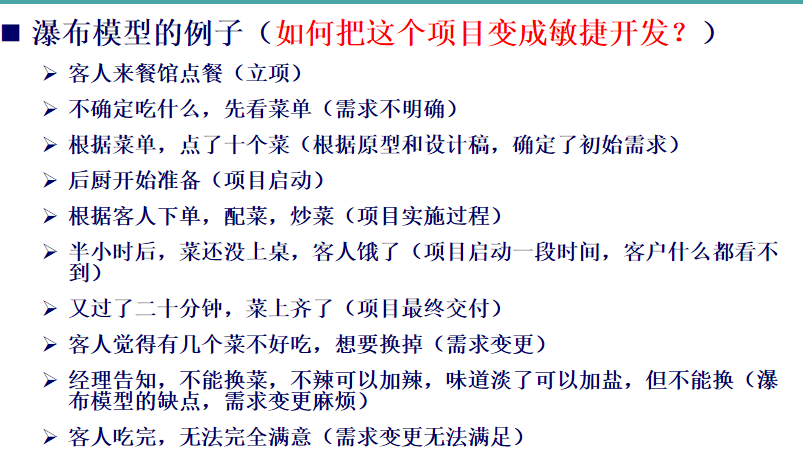 瀑布模型的例子（如何把这个项目变成敏捷开发？）
客人来餐馆点餐（立项）
不确定吃什么，先看菜单（需求不明确）
根据菜单，点了十个菜（根据原型和设计稿，确定了初始需求）
后厨开始准备（项目启动）
根据客人下单，配菜，炒菜（项目实施过程）
半小时后，菜还没上桌，客人饿了（项目启动一段时间，客户什么都看不
到）
又过了二十分钟，菜上齐了（项目最终交付）
客人觉得有几个菜不好吃，想要换掉（需求变更）
经理告知，不能换菜，不辣可以加辣，味道淡了可以加盐，但不能换（瀑
布模型的缺点，需求变更麻烦）
客人吃完，无法完全满意（需求变更无法满足）